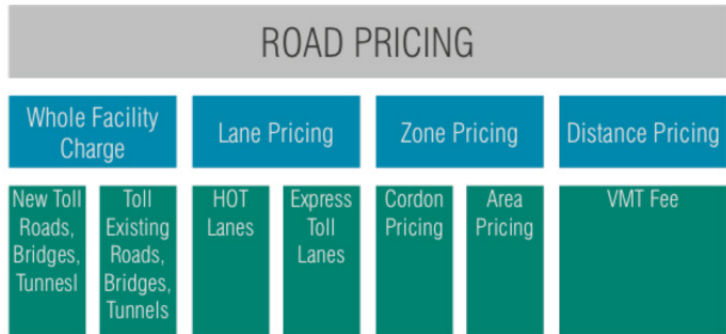 ROAD PRICING
Whole Facility
Charge
Lane Pricing
Zone Pricing
Distance Pricing
New Toll
Roads,
Bridges,
Tunnesl
Toll
Existing
Roads,
Bridges,
Tunnels
HOT
Lanes
Express
Toll
Lanes
Cordon
Pricing
Area
Pricing
VMT Fee